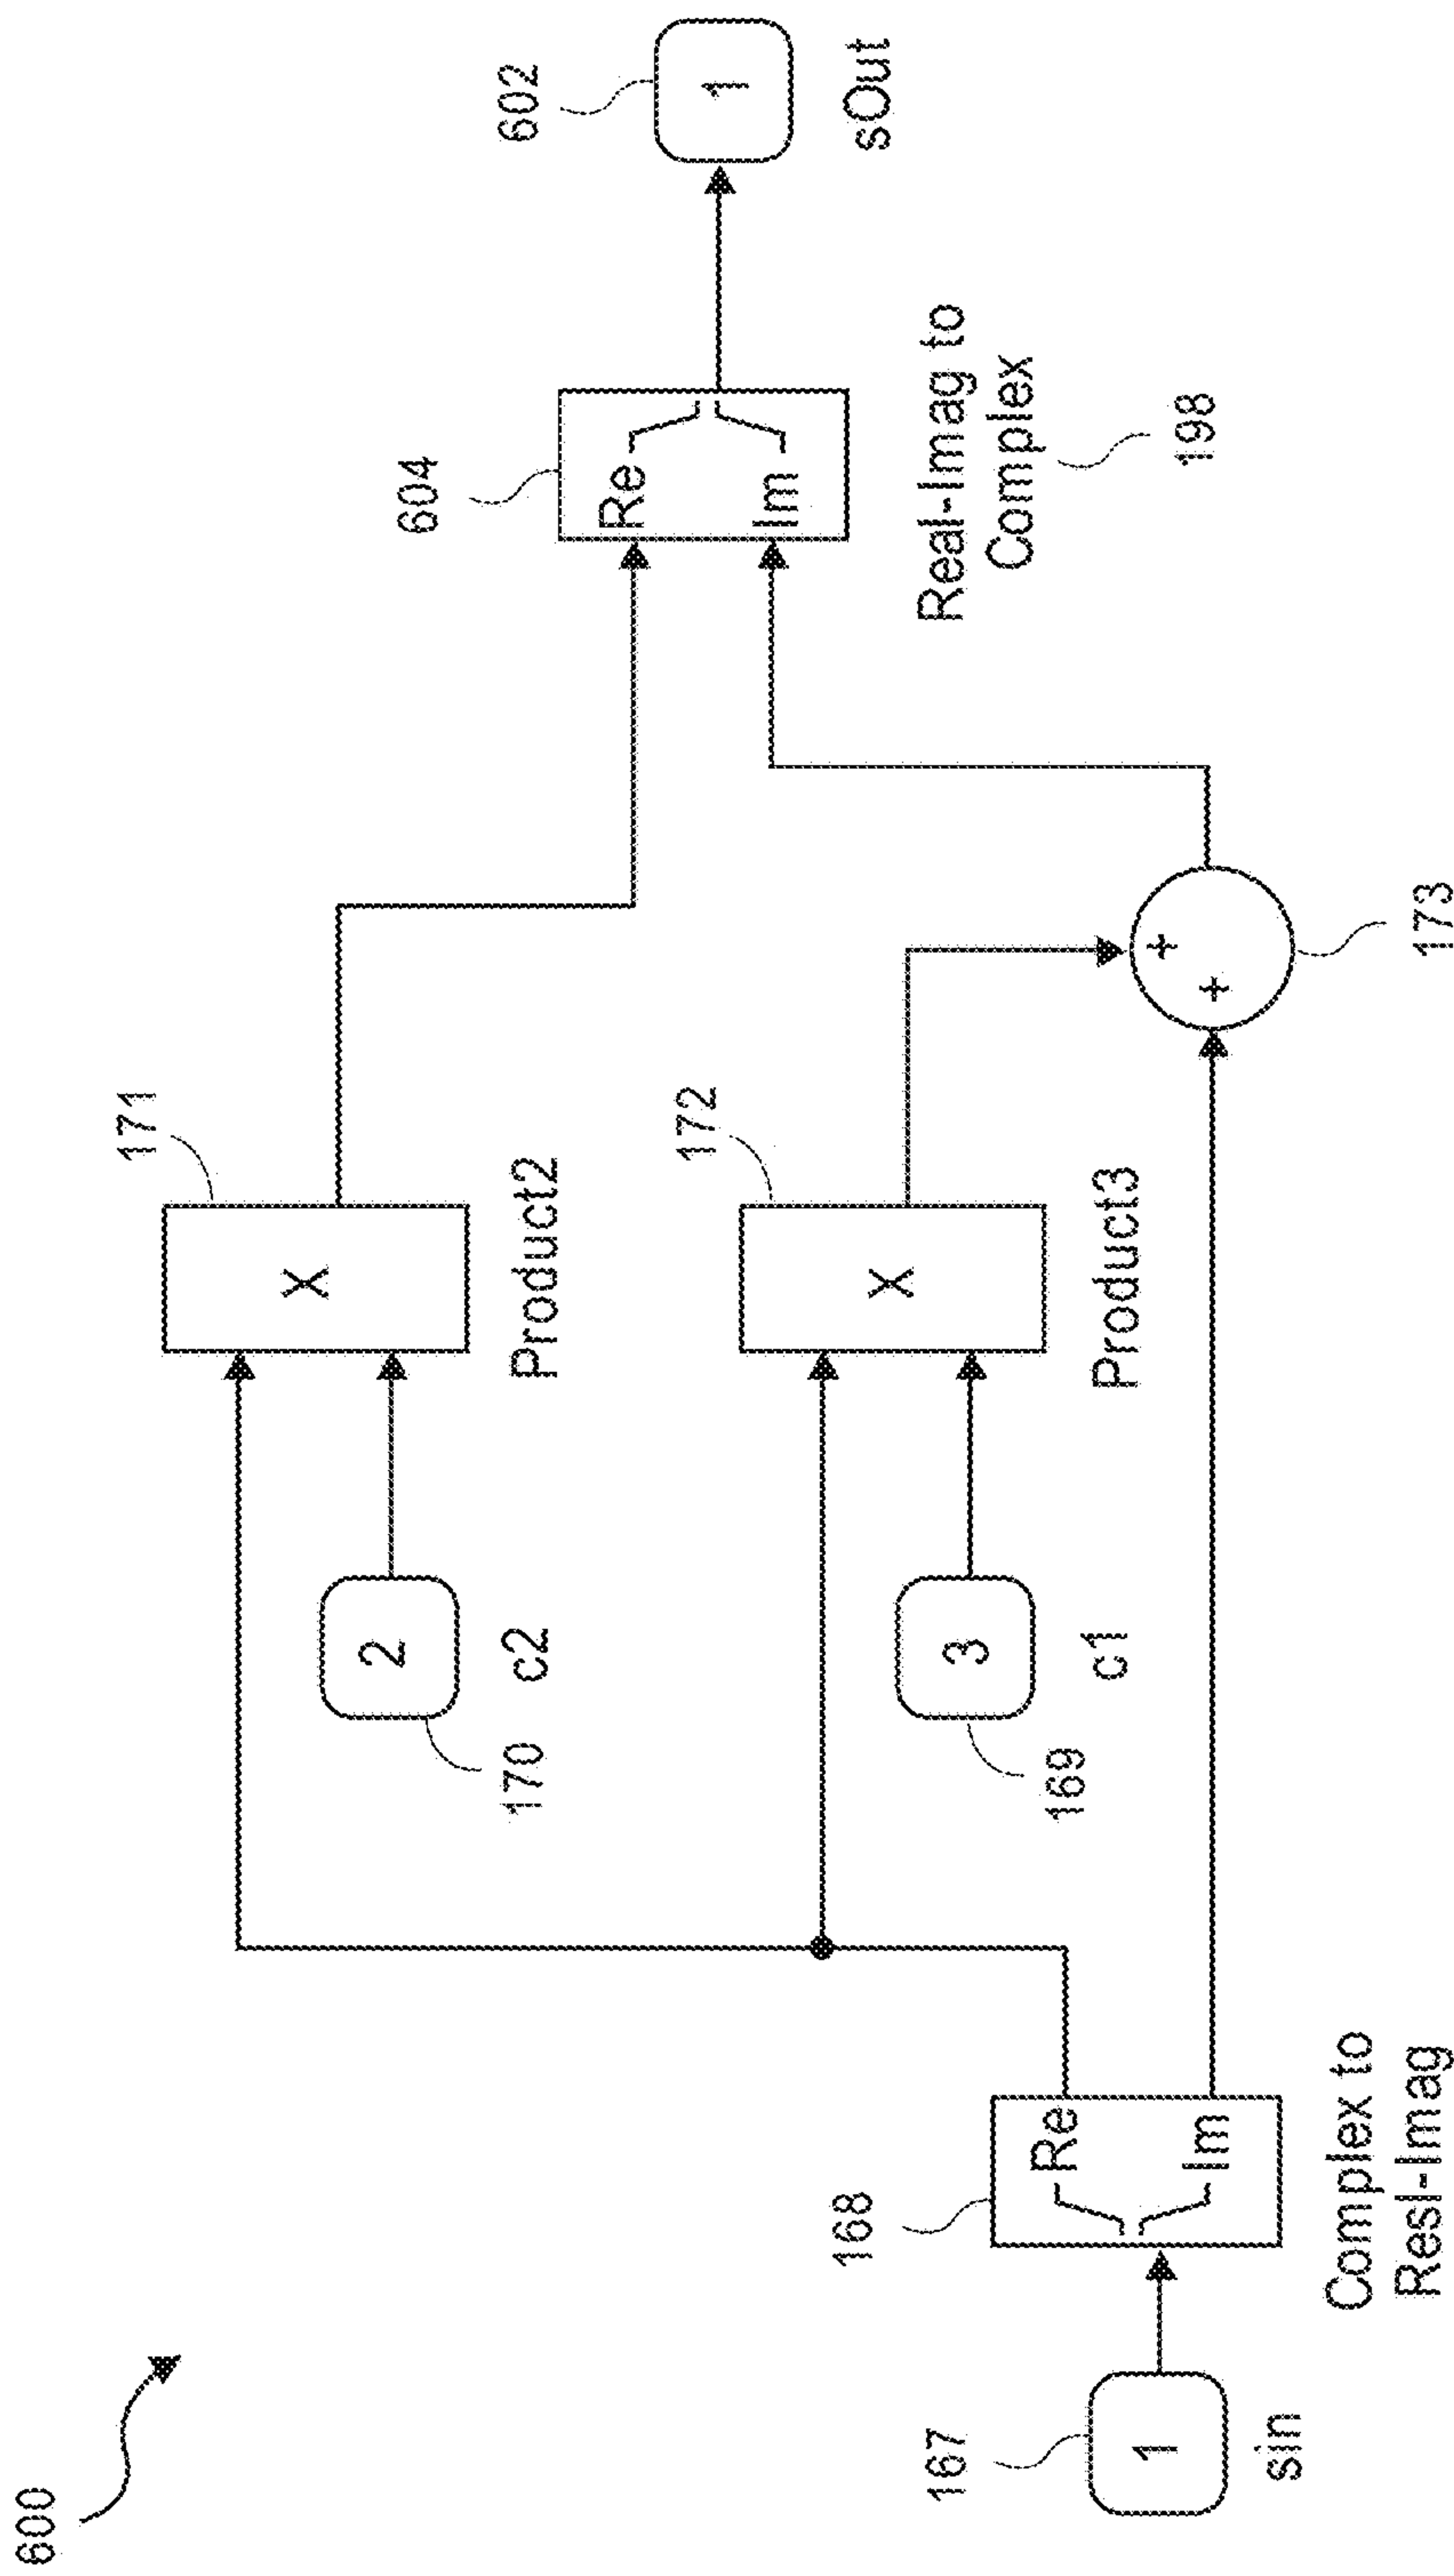 600
171
X
Product2
2
c2
170
604
Re
Im
Real-Imag to
Complex
198
602
1
sOut
172
X
Product3
3
c1
169
+
+
173
168
Re
Im
Complex to
Resl-Imag
167
1
sin